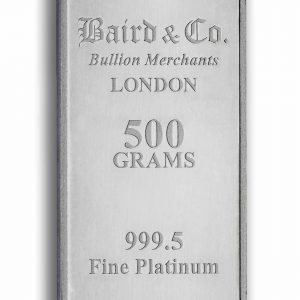 Baird & Co.
Bullion Merchants
LONDON
500
GRAMS
999.5
Fine Platinum